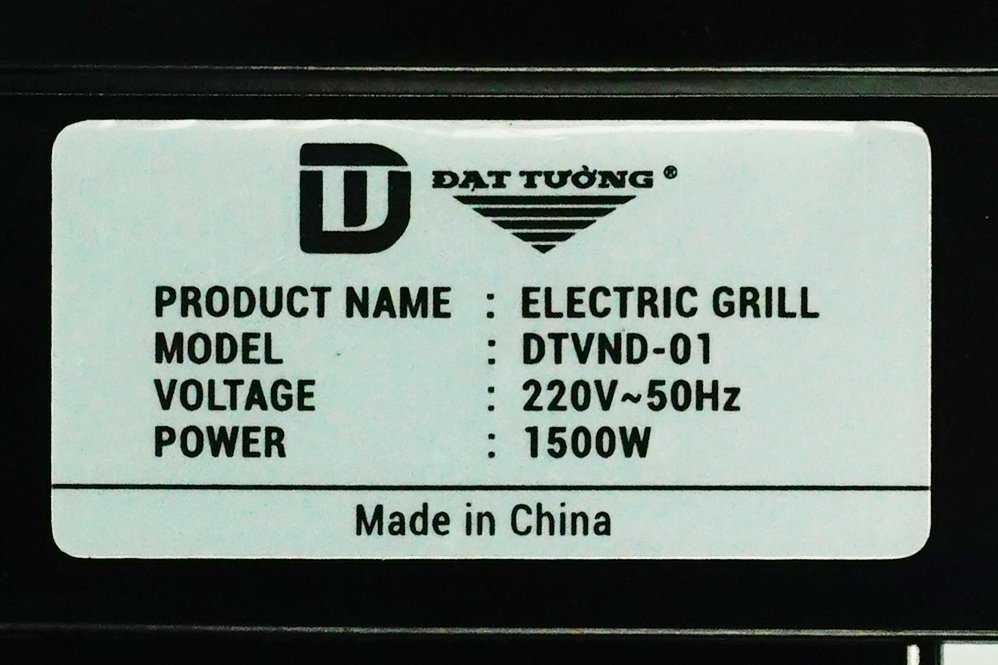 ĐẠT TƯỜNG®
PRODUCT NAME : ELECTRIC GRILL
MODEL : DTVND-01
VOLTAGE : 220V~50Hz
POWER : 1500W
Made in China